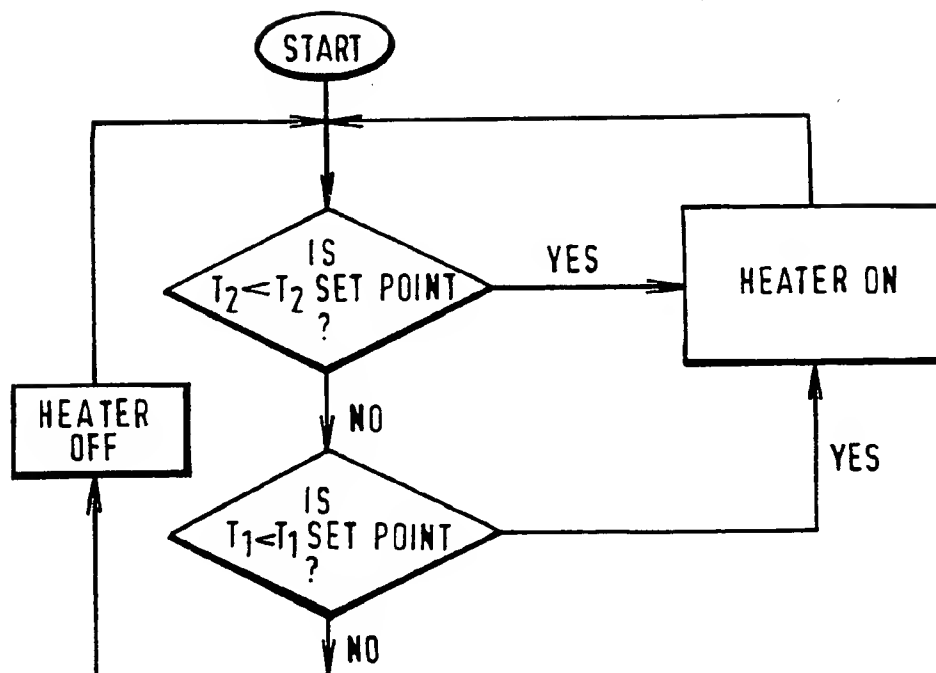 START
IS
T₂<T₂ SET POINT
?
YES
HEATER ON
NO
HEATER
OFF
YES
IS
T₁<T₁ SET POINT
?
NO